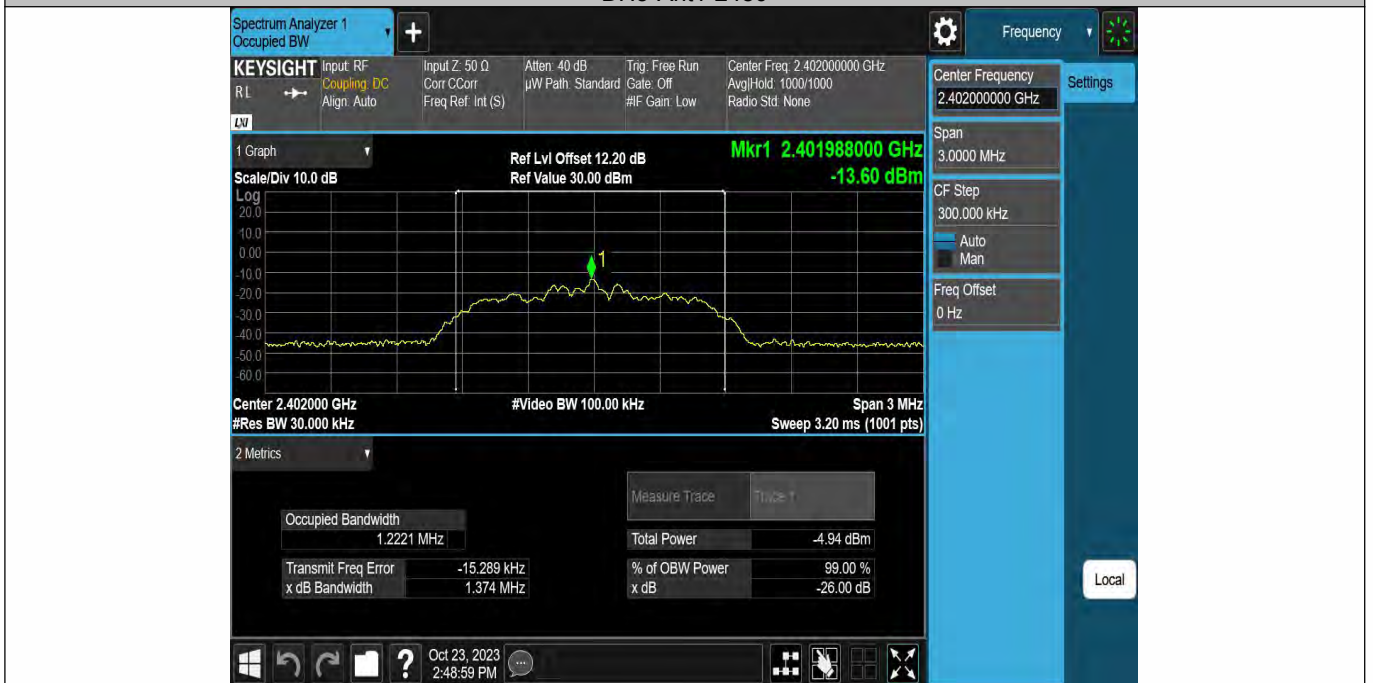 Spectrum Analyzer 1
Occupied BW
Frequency
KEYSIGHT
RL
LXI
Input: RF
Coupling: DC
Align: Auto
Input Z: 50 Ω
Corr CCorr
Freq Ref: Int (S)
Atten: 40 dB
µW Path: Standard
Trig: Free Run
Gate: Off
#IF Gain: Low
Center Freq: 2.402000000 GHz
Avg|Hold: 1000/1000
Radio Std: None
1 Graph
Scale/Div 10.0 dB
Ref Lvl Offset 12.20 dB
Ref Value 30.00 dBm
Mkr1 2.401988000 GHz
-13.60 dBm
Log
20.0
10.0
0.00
-10.0
-20.0
-30.0
-40.0
-50.0
-60.0
1
Center 2.402000 GHz
#Res BW 30.000 kHz
#Video BW 100.00 kHz
Span 3 MHz
Sweep 3.20 ms (1001 pts)
2 Metrics
Measure Trace
Trace 1
Occupied Bandwidth
1.2221 MHz
Total Power
-4.94 dBm
Transmit Freq Error
-15.289 kHz
% of OBW Power
99.00 %
x dB Bandwidth
1.374 MHz
x dB
-26.00 dB
Center Frequency
2.402000000 GHz
Settings
Span
3.0000 MHz
CF Step
300.000 kHz
Auto
Man
Freq Offset
0 Hz
Local
Oct 23, 2023
2:48:59 PM